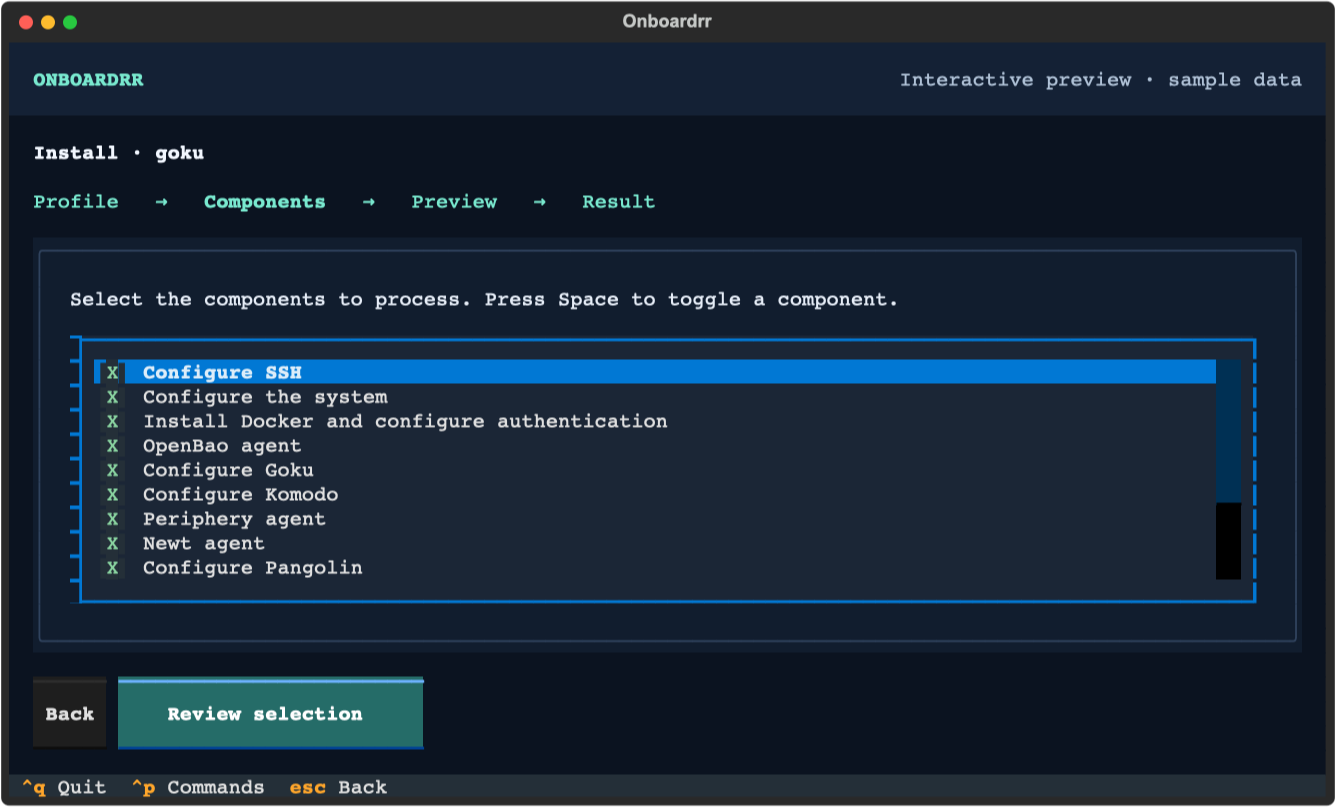 Onboardrr
ONBOARDRR
Interactive preview · sample data
Install · goku
Profile → Components → Preview → Result
Select the components to process. Press Space to toggle a component.
X Configure SSH
X Configure the system
X Install Docker and configure authentication
X OpenBao agent
X Configure Goku
X Configure Komodo
X Periphery agent
X Newt agent
X Configure Pangolin
Back Review selection
^q Quit ^p Commands esc Back